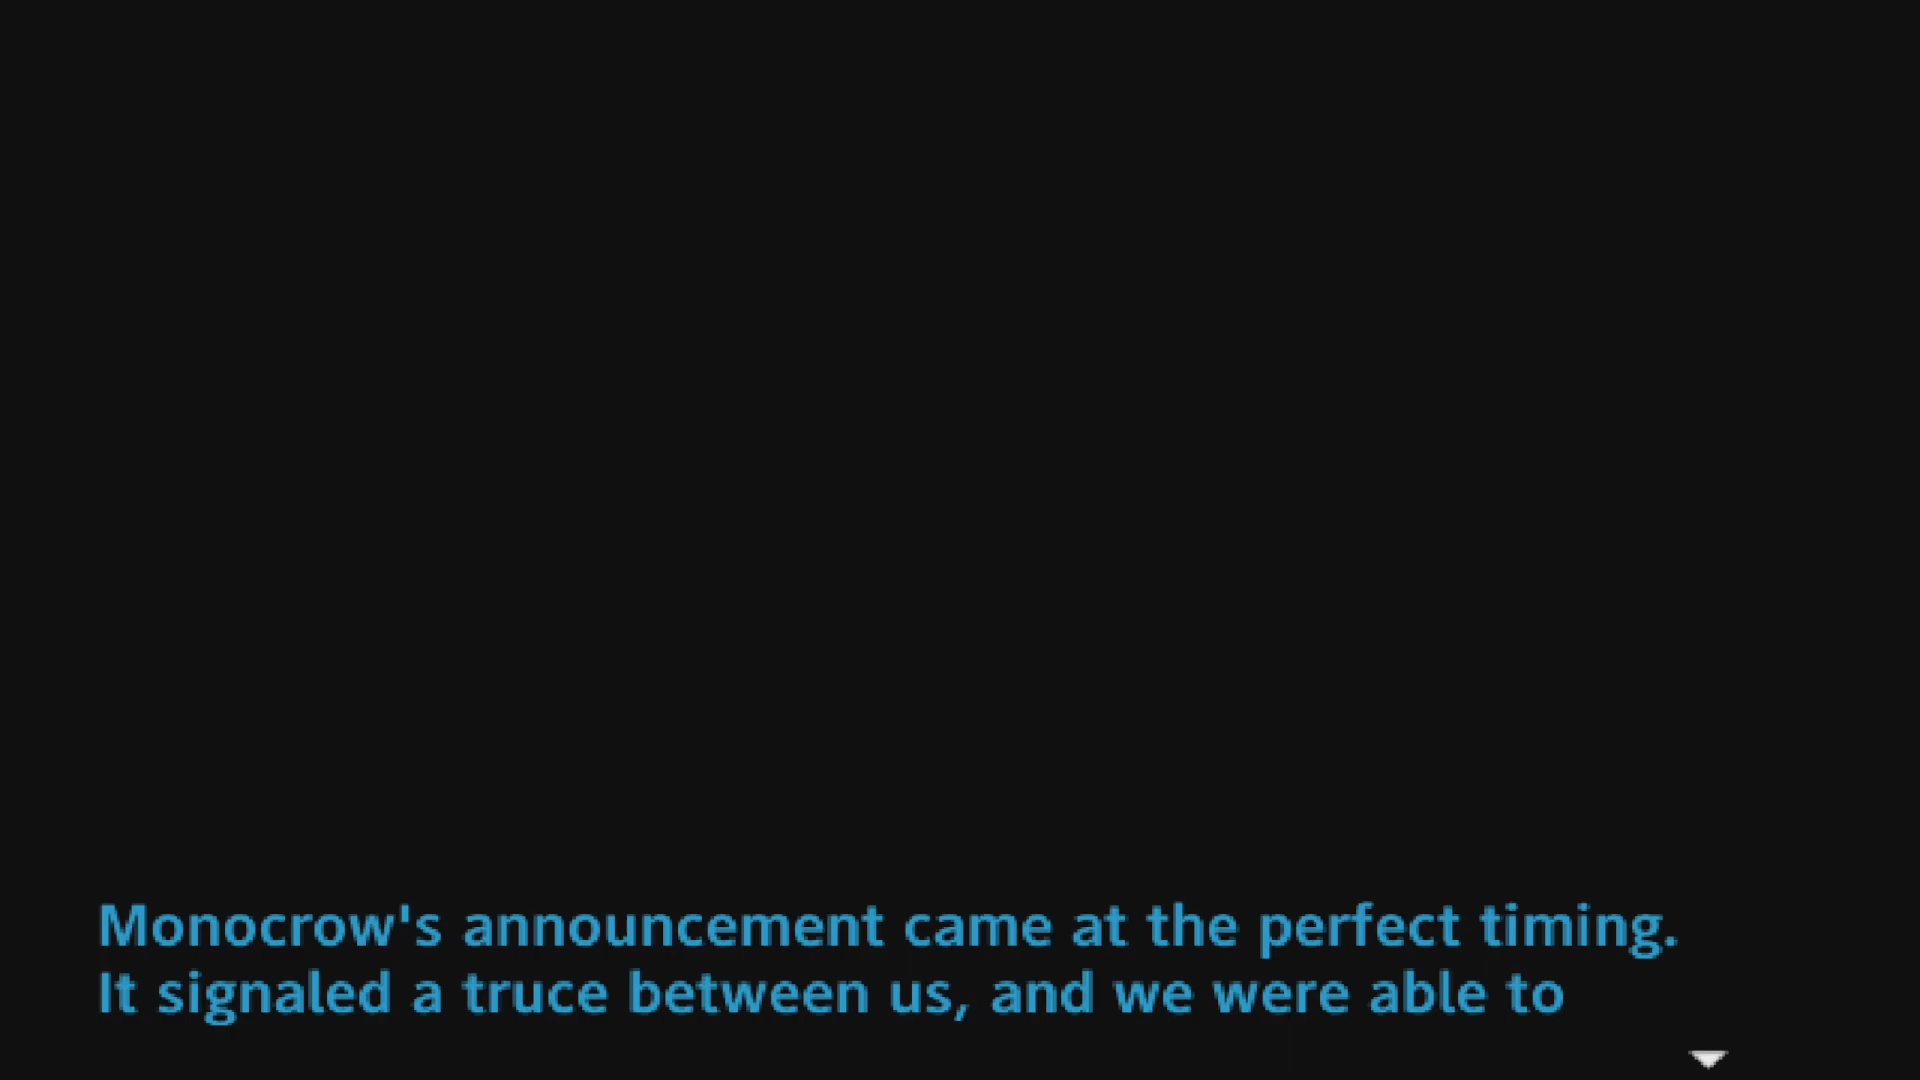 Monocrow's announcement came at the perfect timing.
It signaled a truce between us, and we were able to